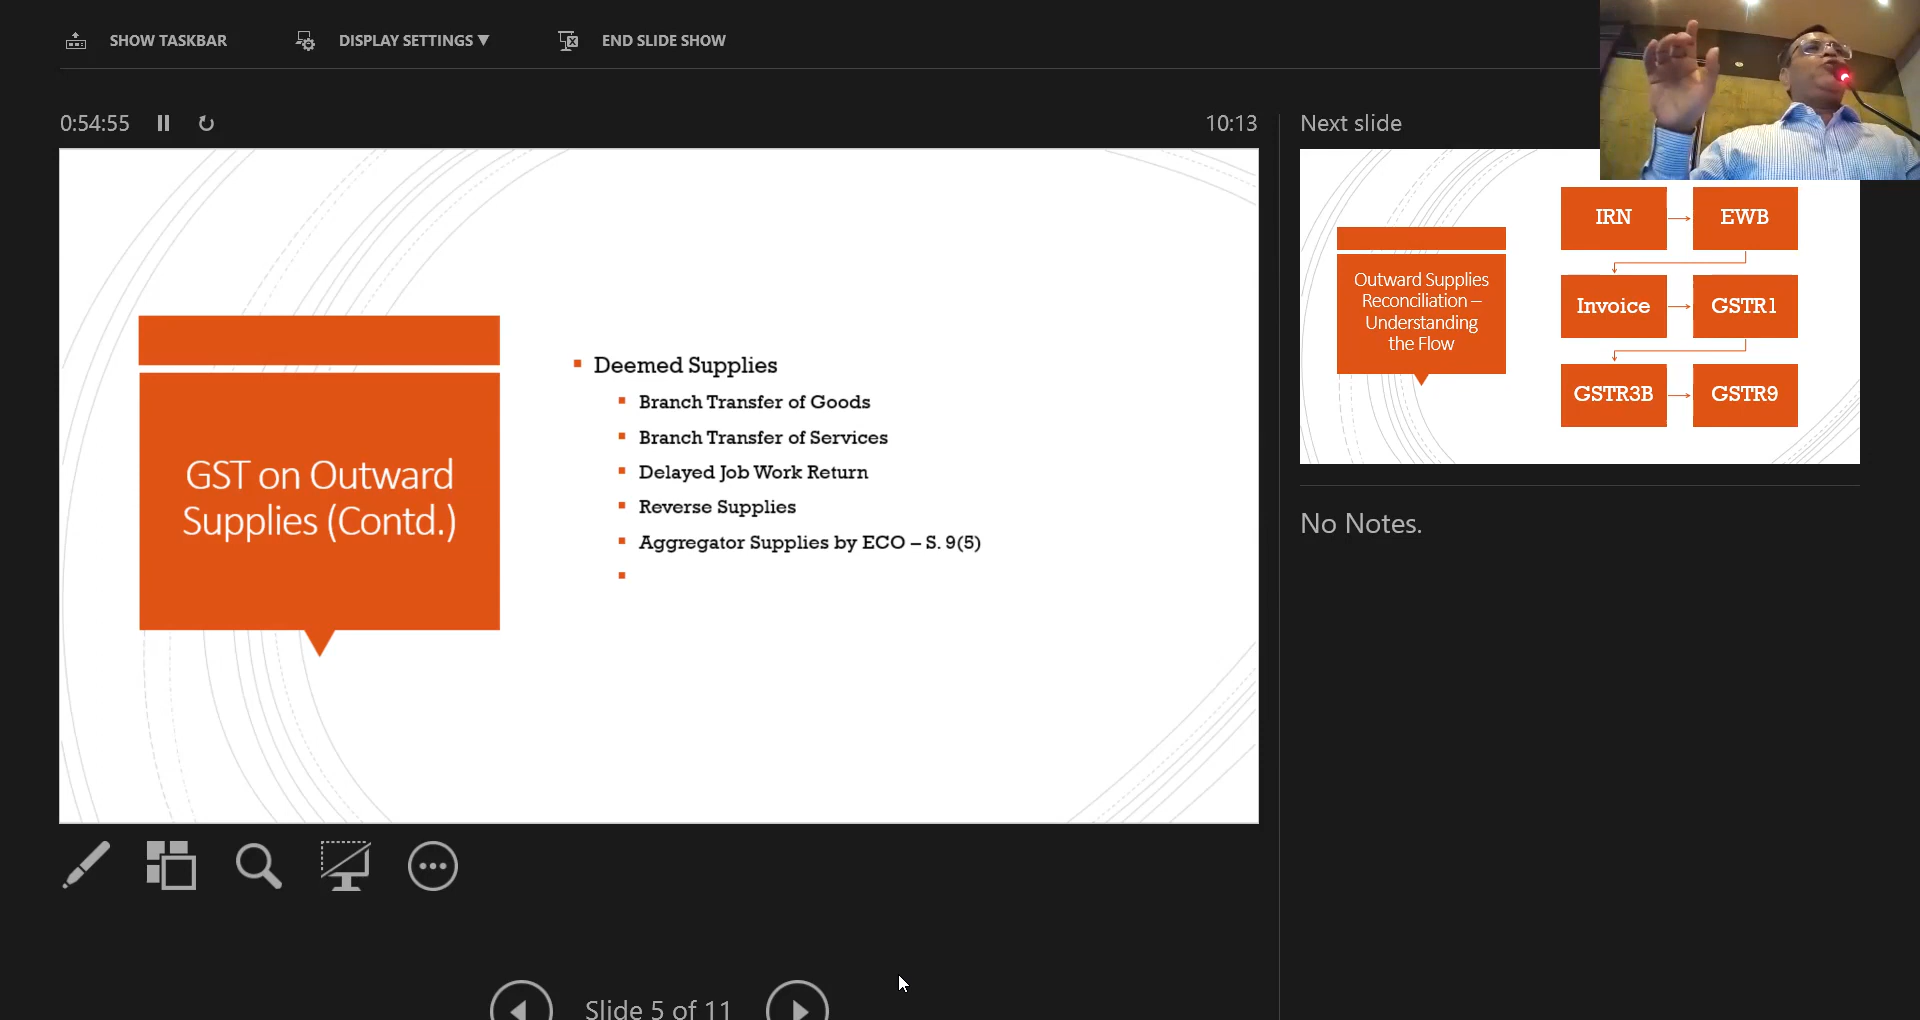 SHOW TASKBAR
DISPLAY SETTINGS ▼
END SLIDE SHOW
0:54:55
10:13
Next slide
GST on Outward
Supplies (Contd.)
Deemed Supplies
Branch Transfer of Goods
Branch Transfer of Services
Delayed Job Work Return
Reverse Supplies
Aggregator Supplies by ECO – S. 9(5)
Outward Supplies
Reconciliation –
Understanding
the Flow
IRN
EWB
Invoice
GSTR1
GSTR3B
GSTR9
No Notes.
Slide 5 of 11